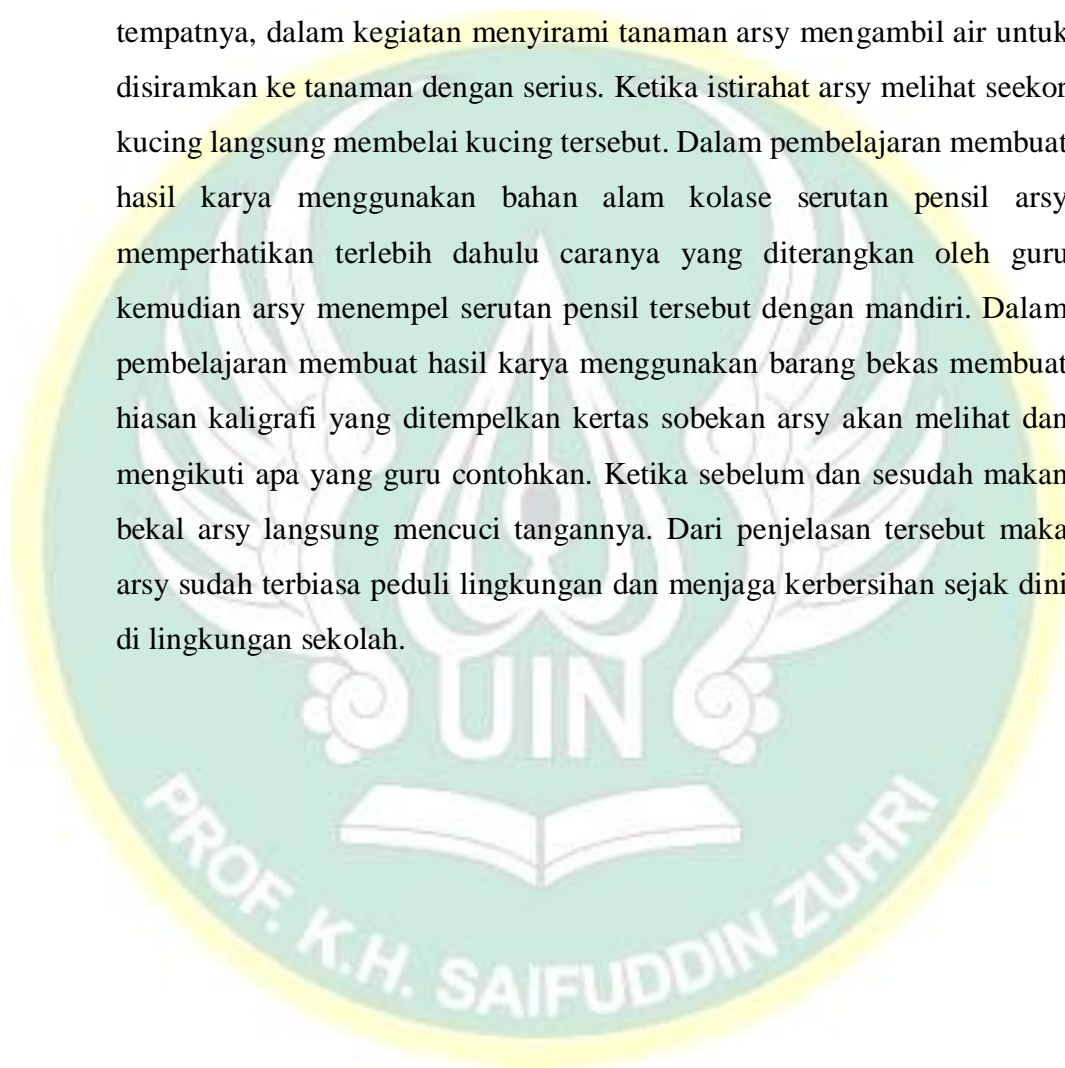 tempatnya, dalam kegiatan menyirami tanaman arsy mengambil air untuk
disiramkan ke tanaman dengan serius. Ketika istirahat arsy melihat seekor
kucing langsung membelai kucing tersebut. Dalam pembelajaran membuat
hasil karya menggunakan bahan alam kolase serutan pensil arsy
memperhatikan terlebih dahulu caranya yang diterangkan oleh guru
kemudian arsy menempel serutan pensil tersebut dengan mandiri. Dalam
pembelajaran membuat hasil karya menggunakan barang bekas membuat
hiasan kaligrafi yang ditempelkan kertas sobekan arsy akan melihat dan
mengikuti apa yang guru contohkan. Ketika sebelum dan sesudah makan
bekal arsy langsung mencuci tangannya. Dari penjelasan tersebut maka
arsy sudah terbiasa peduli lingkungan dan menjaga kerbersihan sejak dini
di lingkungan sekolah.
UIN
PROF. K.H. SAIFUDDIN ZUHRI